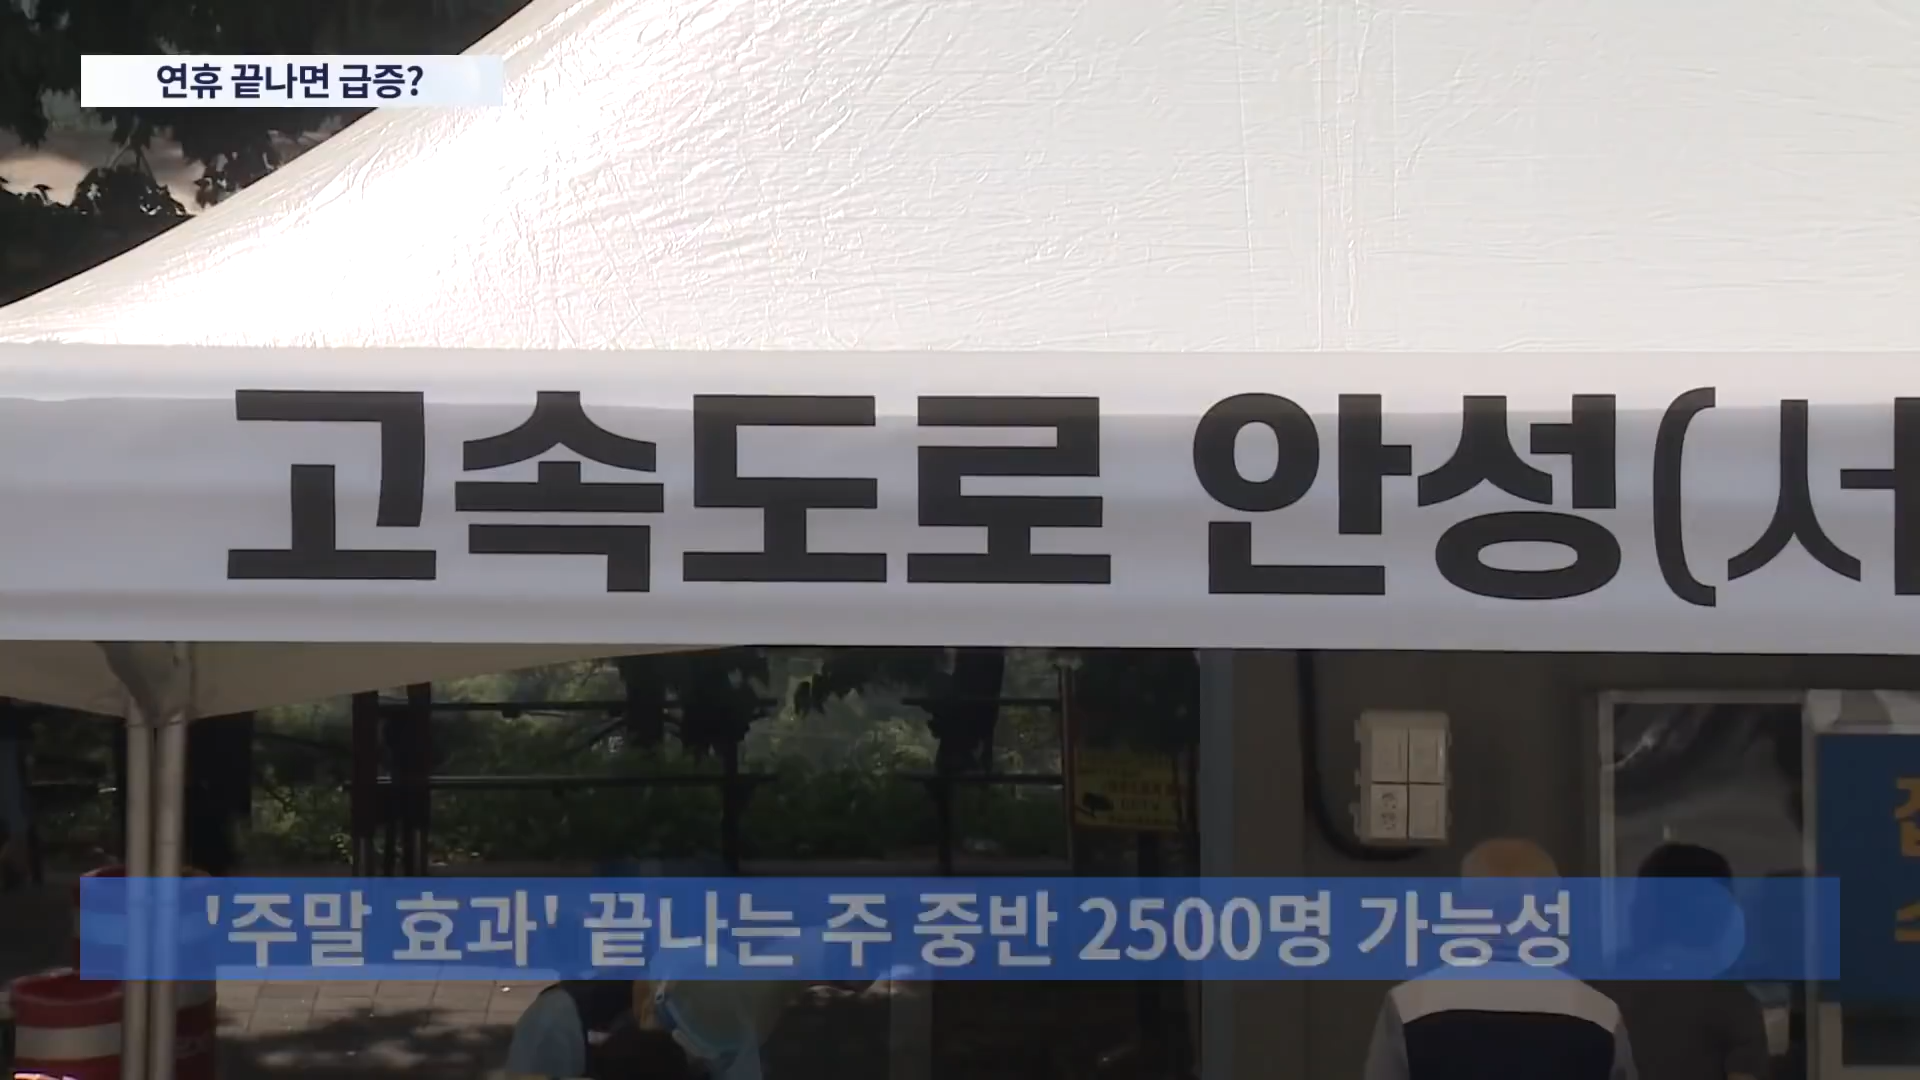 연휴 끝나면 급증?
고속도로 안성(서
'주말 효과' 끝나는 주 중반 2500명 가능성